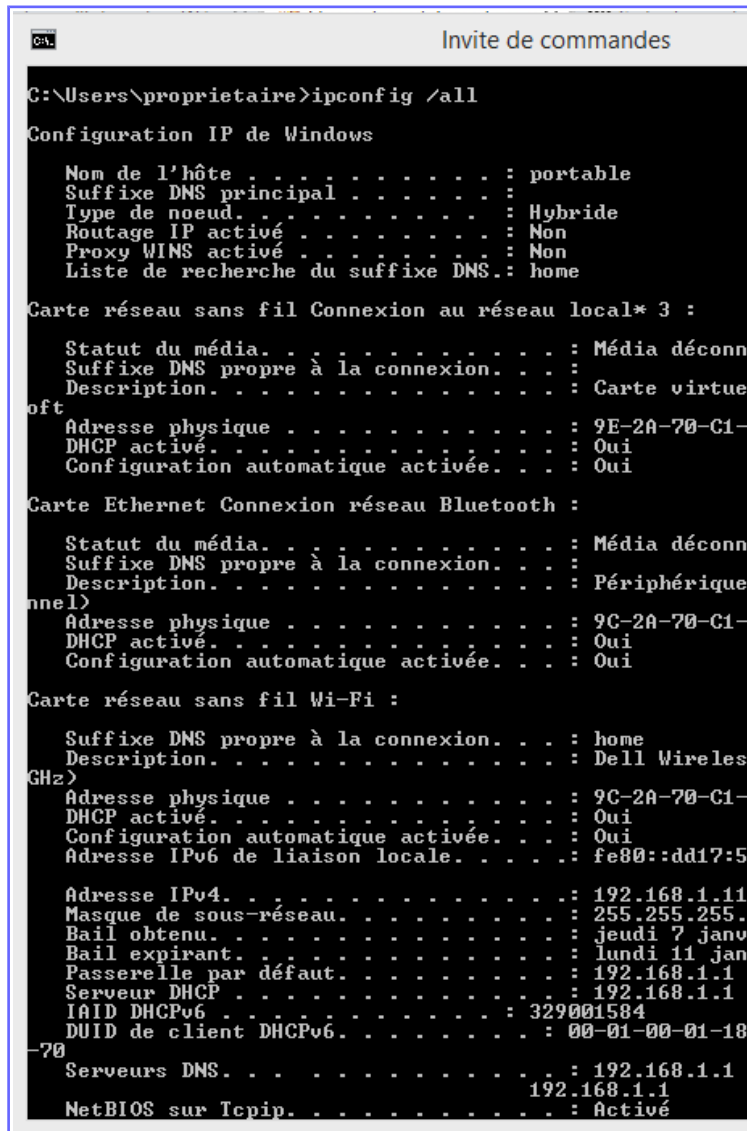 Invite de commandes
C:\Users\proprietaire>ipconfig /all
Configuration IP de Windows
Nom de l'hôte . . . . . . . . . . : portable
Suffixe DNS principal . . . . . . :
Type de noeud. . . . . . . . . . : Hybride
Routage IP activé . . . . . . . . : Non
Proxy WINS activé . . . . . . . . : Non
Liste de recherche du suffixe DNS.: home
Carte réseau sans fil Connexion au réseau local* 3 :
Statut du média. . . . . . . . . . . . : Média déconn
Suffixe DNS propre à la connexion. . . :
Description. . . . . . . . . . . . . . : Carte virtue
oft
Adresse physique . . . . . . . . . . . : 9E-2A-70-C1-
DHCP activé. . . . . . . . . . . . . . : Oui
Configuration automatique activée. . . : Oui
Carte Ethernet Connexion réseau Bluetooth :
Statut du média. . . . . . . . . . . . : Média déconn
Suffixe DNS propre à la connexion. . . :
Description. . . . . . . . . . . . . . : Périphérique
nnel)
Adresse physique . . . . . . . . . . . : 9C-2A-70-C1-
DHCP activé. . . . . . . . . . . . . . : Oui
Configuration automatique activée. . . : Oui
Carte réseau sans fil Wi-Fi :
Suffixe DNS propre à la connexion. . . : home
Description. . . . . . . . . . . . . . : Dell Wireles
GHz)
Adresse physique . . . . . . . . . . . : 9C-2A-70-C1-
DHCP activé. . . . . . . . . . . . . . : Oui
Configuration automatique activée. . . : Oui
Adresse IPv6 de liaison locale. . . . .: fe80::dd17:5
Adresse IPv4. . . . . . . . . . . . . .: 192.168.1.11
Masque de sous-réseau. . . . . . . . . : 255.255.255.
Bail obtenu. . . . . . . . . . . . . . : jeudi 7 janv
Bail expirant. . . . . . . . . . . . . : lundi 11 jan
Passerelle par défaut. . . . . . . . . : 192.168.1.1
Serveur DHCP . . . . . . . . . . . . . : 192.168.1.1
IAID DHCPv6 . . . . . . . . . . . : 329001584
DUID de client DHCPv6. . . . . . . . : 00-01-00-01-18
-70
Serveurs DNS. . . . . . . . . . . . . : 192.168.1.1
192.168.1.1
NetBIOS sur Tcpip. . . . . . . . . . . : Activé